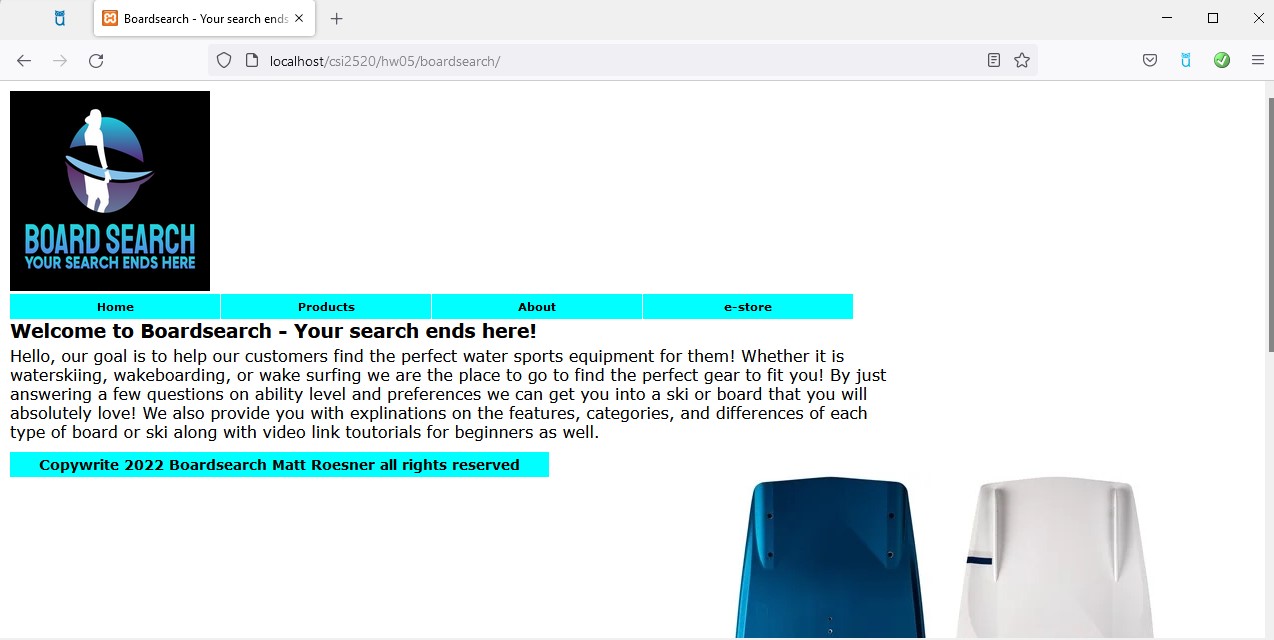 Boardsearch - Your search ends
localhost/csi2520/hw05/boardsearch/
BOARD SEARCH
YOUR SEARCH ENDS HERE
Home Products About e-store
Welcome to Boardsearch - Your search ends here!
Hello, our goal is to help our customers find the perfect water sports equipment for them! Whether it is
waterskiing, wakeboarding, or wake surfing we are the place to go to find the perfect gear to fit you! By just
answering a few questions on ability level and preferences we can get you into a ski or board that you will
absolutely love! We also provide you with explinations on the features, categories, and differences of each
type of board or ski along with video link toutorials for beginners as well.
Copywrite 2022 Boardsearch Matt Roesner all rights reserved